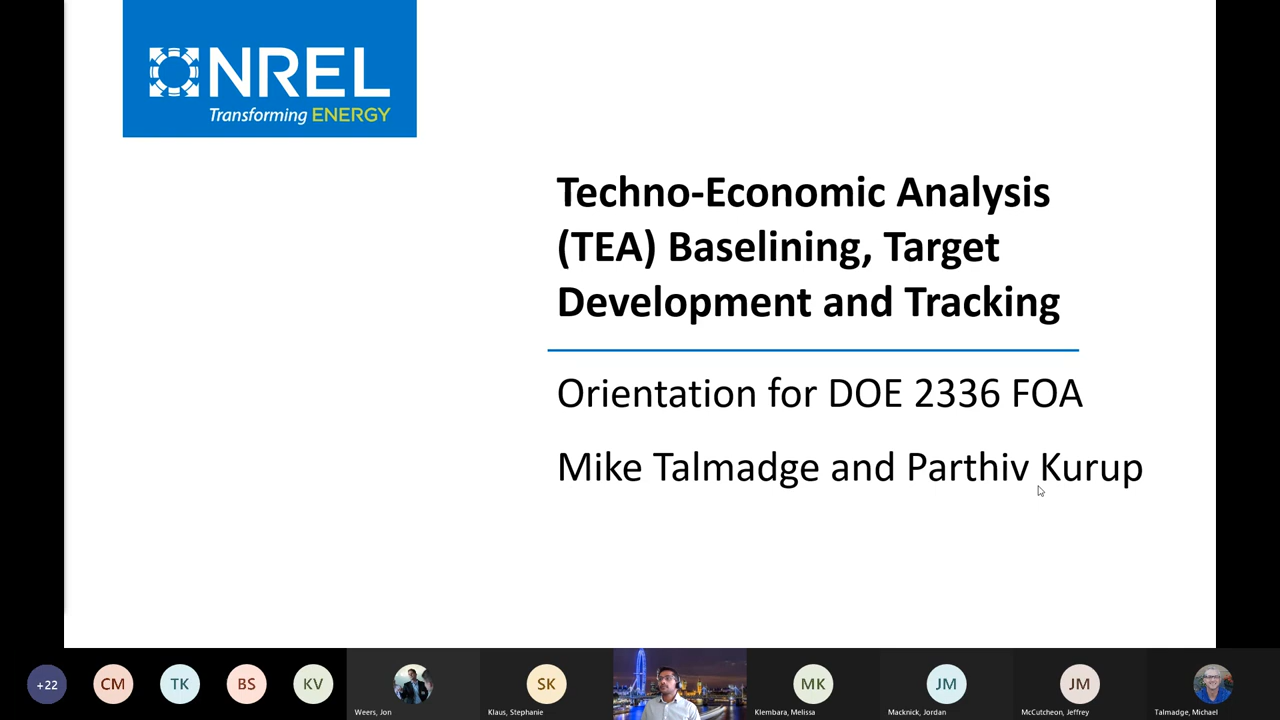 NREL
Transforming ENERGY
Techno-Economic Analysis
(TEA) Baselining, Target
Development and Tracking
Orientation for DOE 2336 FOA
Mike Talmadge and Parthiv Kurup
+22
CM
TK
BS
KV
SK
MK
JM
JM
Weers, Jon
Klaus, Stephanie
Klembara, Melissa
Macknick, Jordan
McCutcheon, Jeffrey
Talmadge, Michael